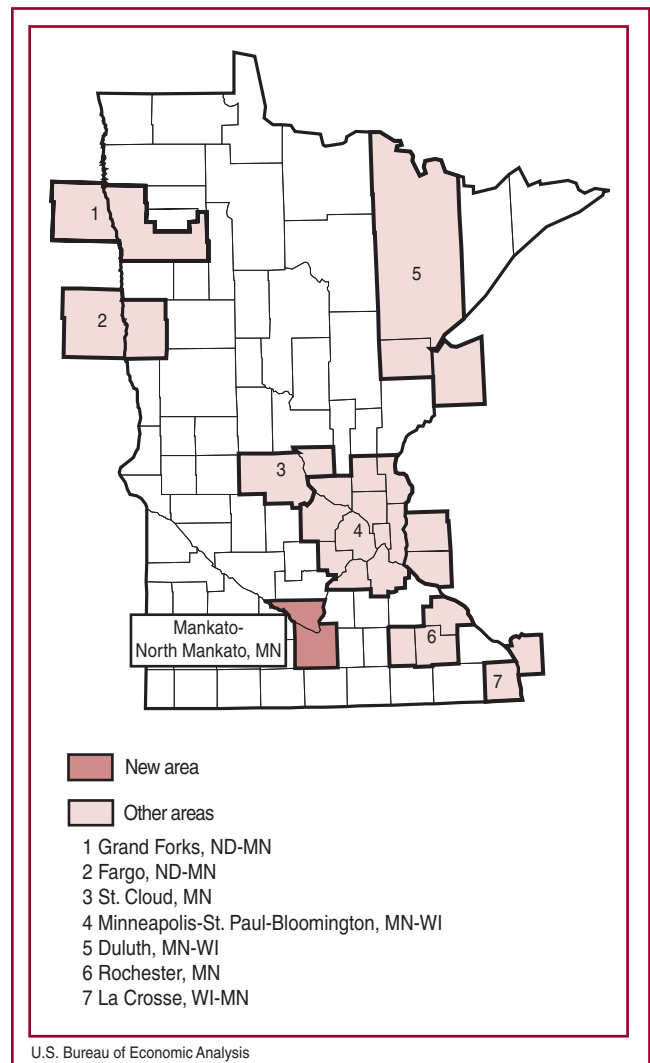 1
5
2
3
4
Mankato-
North Mankato, MN
6
7
New area
Other areas
1 Grand Forks, ND-MN
2 Fargo, ND-MN
3 St. Cloud, MN
4 Minneapolis-St. Paul-Bloomington, MN-WI
5 Duluth, MN-WI
6 Rochester, MN
7 La Crosse, WI-MN
U.S. Bureau of Economic Analysis